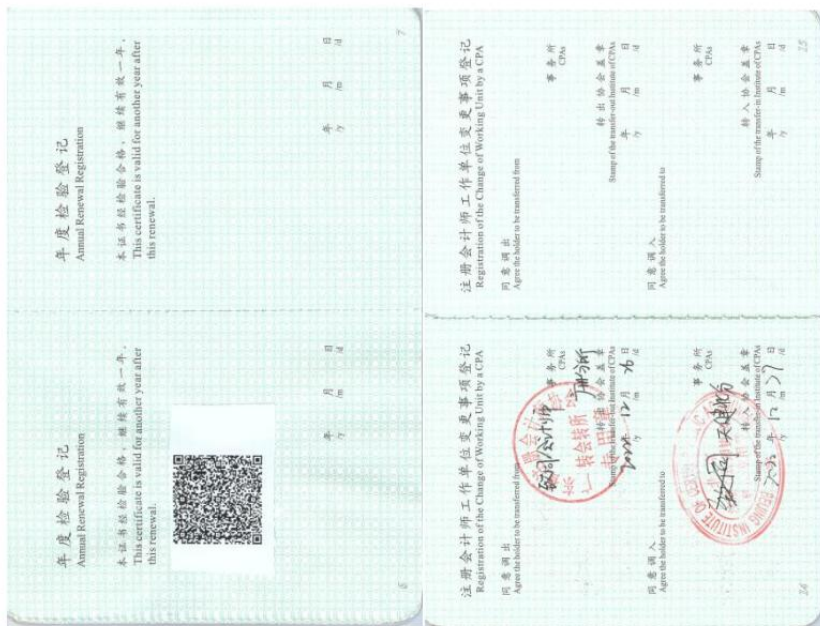 年度检验登记
Annual Renewal Registration
本证书经检验合格，继续有效一年。
This certificate is valid for another year after
this renewal.
年 月 日
/y /m /d
6
年度检验登记
Annual Renewal Registration
本证书经检验合格，继续有效一年。
This certificate is valid for another year after
this renewal.
年 月 日
/y /m /d
7
注册会计师工作单位变更事项登记
Registration of the Change of Working Unit by a CPA
同意调出
Agree the holder to be transferred from
会计师
事务所
CPAs
转会转所
转出协会盖章
Stamp of the transfer-out Institute of CPAs
年 12 月 日
/y /m /d
同意调入
Agree the holder to be transferred to
事务所
CPAs
转入协会盖章
Stamp of the transfer-in Institute of CPAs
BEIJING INSTITUTE
年 12 月 31 日
/y /m /d
24
注册会计师工作单位变更事项登记
Registration of the Change of Working Unit by a CPA
同意调出
Agree the holder to be transferred from
事务所
CPAs
转出协会盖章
Stamp of the transfer-out Institute of CPAs
年 月 日
/y /m /d
同意调入
Agree the holder to be transferred to
事务所
CPAs
转入协会盖章
Stamp of the transfer-in Institute of CPAs
年 月 日
/y /m /d
25